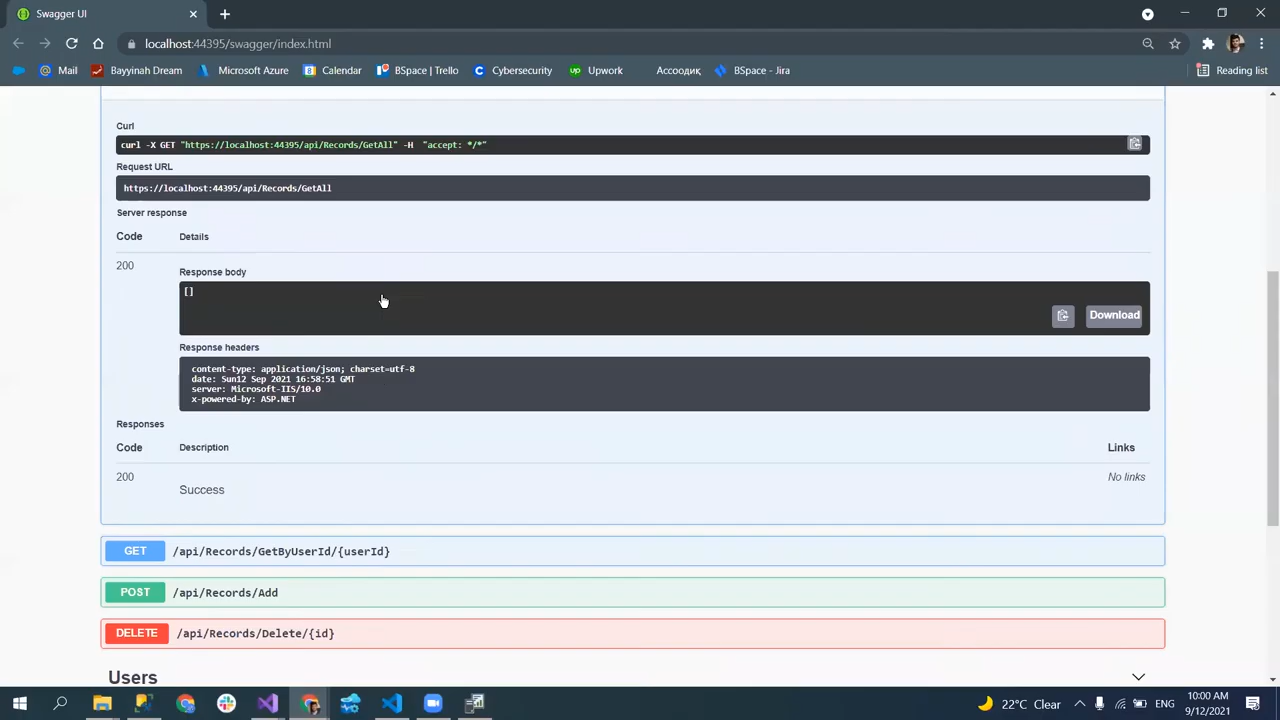 Swagger UI
localhost:44395/swagger/index.html
Mail
Bayyinah Dream
Microsoft Azure
Calendar
BSpace | Trello
Cybersecurity
Upwork
Ассоодиқ
BSpace - Jira
Reading list
Curl
curl -X GET "https://localhost:44395/api/Records/GetAll" -H "accept: */*"
Request URL
https://localhost:44395/api/Records/GetAll
Server response
Code Details
200
Response body
[]
Download
Response headers
content-type: application/json; charset=utf-8
date: Sun12 Sep 2021 16:58:51 GMT
server: Microsoft-IIS/10.0
x-powered-by: ASP.NET
Responses
Code Description Links
200 No links
Success
GET /api/Records/GetByUserId/{userId}
POST /api/Records/Add
DELETE /api/Records/Delete/{id}
Users
22°C Clear
ENG
10:00 AM
9/12/2021